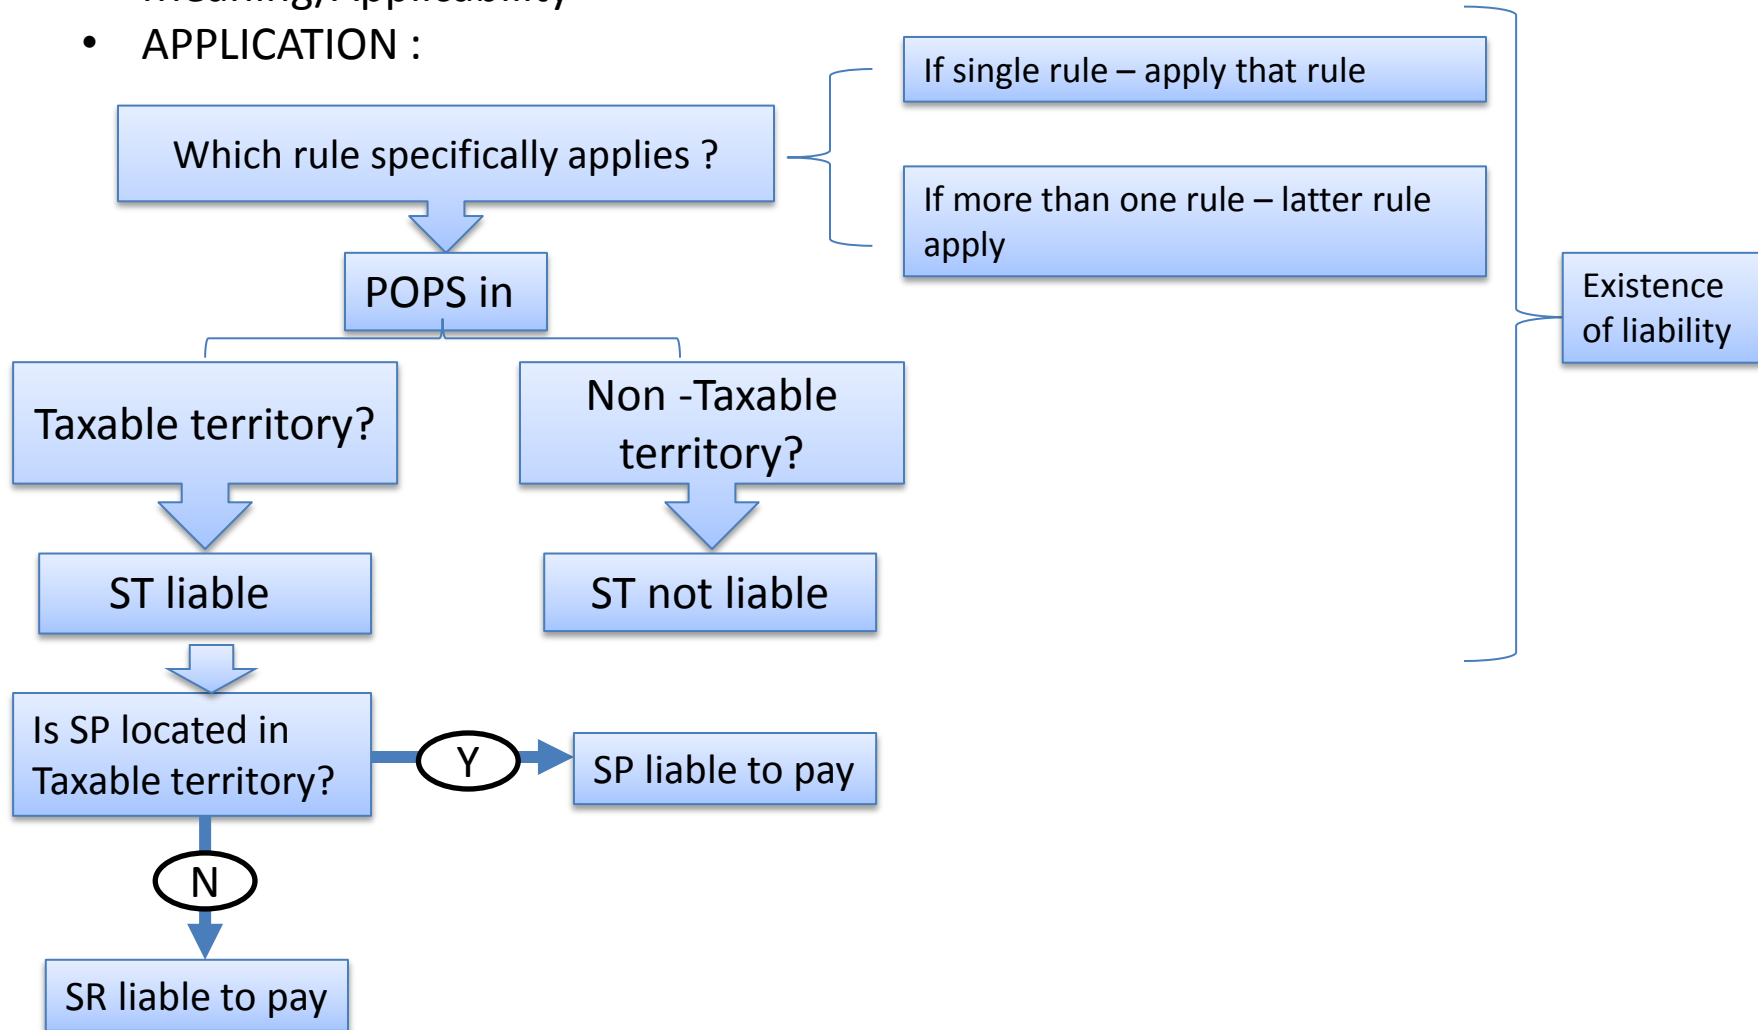 Meaning/Applicability
• APPLICATION :
If single rule – apply that rule
Which rule specifically applies ?
If more than one rule – latter rule
apply
POPS in
Existence
of liability
Taxable territory?
Non -Taxable
territory?
ST liable
ST not liable
Is SP located in
Taxable territory?
Y
SP liable to pay
N
SR liable to pay